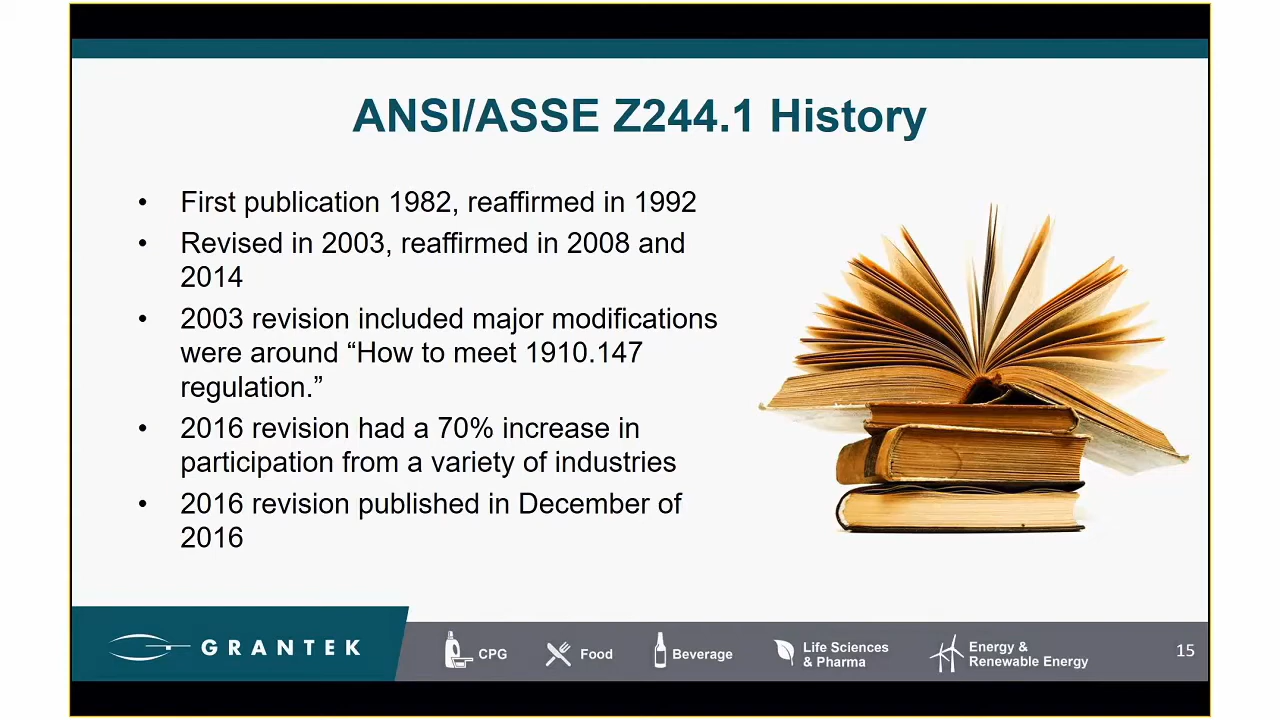 ANSI/ASSE Z244.1 History
• First publication 1982, reaffirmed in 1992
• Revised in 2003, reaffirmed in 2008 and
2014
• 2003 revision included major modifications
were around “How to meet 1910.147
regulation.”
• 2016 revision had a 70% increase in
participation from a variety of industries
• 2016 revision published in December of
2016
GRANTEK
CPG
Food
Beverage
Life Sciences
& Pharma
Energy &
Renewable Energy
15